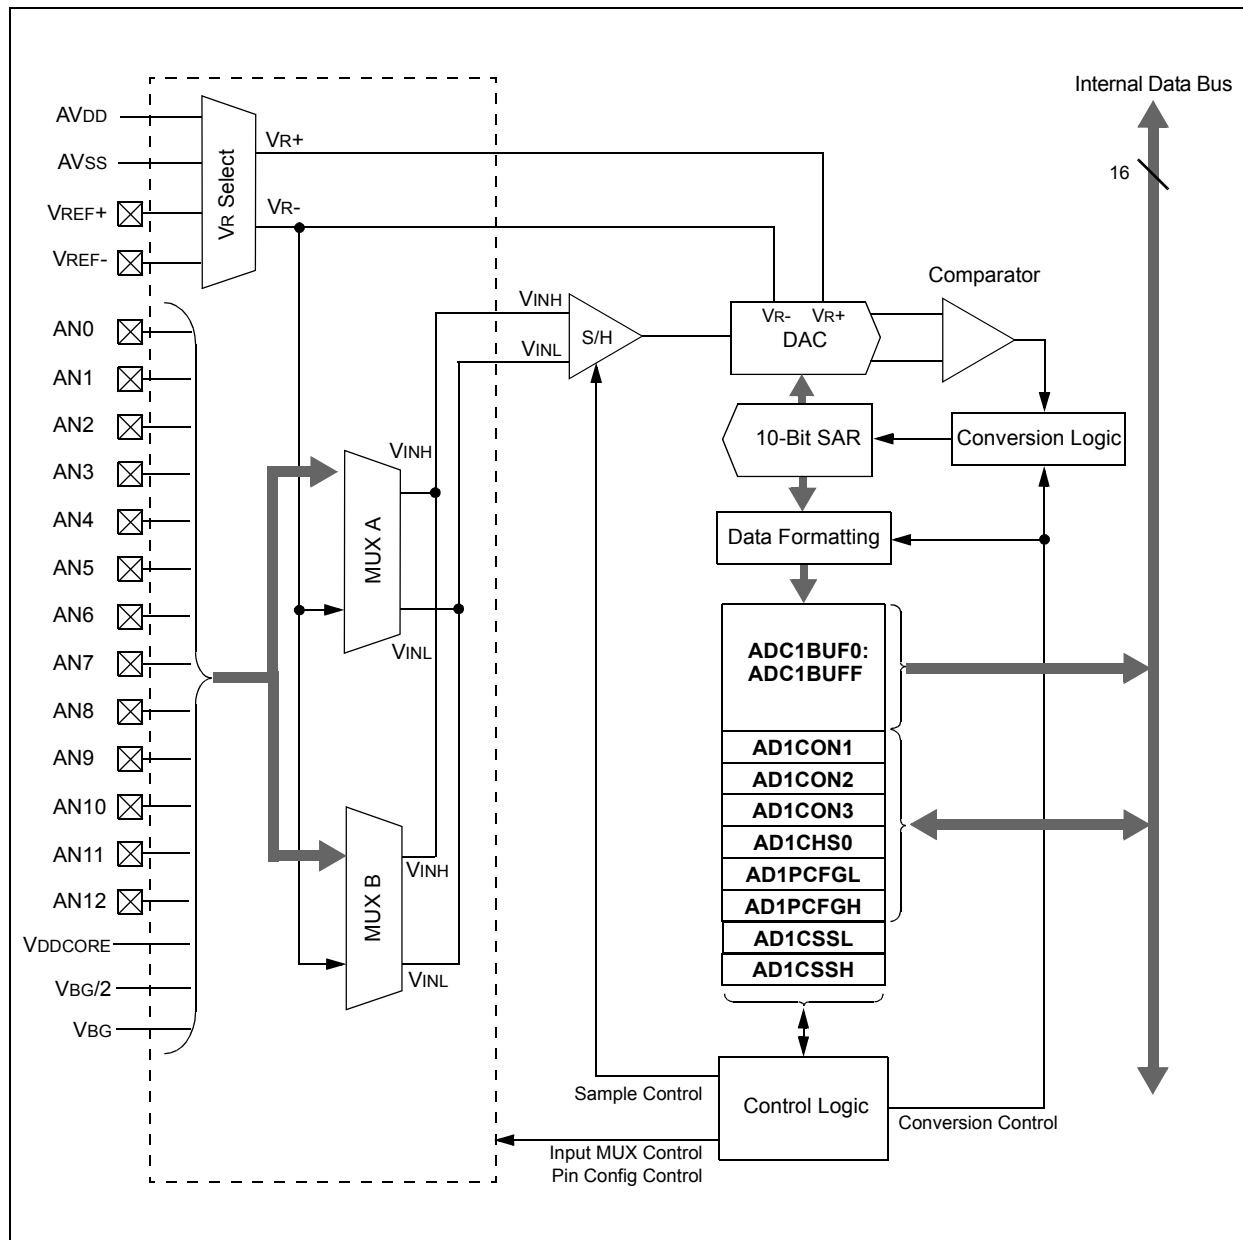 Internal Data Bus
16
AVDD
AVSS
VREF+
VREF-
VR Select
VR+
VR-
AN0
AN1
AN2
AN3
AN4
AN5
AN6
AN7
AN8
AN9
AN10
AN11
AN12
VDDCORE
VBG/2
VBG
MUX A
VINH
VINL
MUX B
VINH
VINL
VINH
VINL
S/H
VR- VR+
DAC
Comparator
10-Bit SAR
Conversion Logic
Data Formatting
ADC1BUF0:
ADC1BUFF
AD1CON1
AD1CON2
AD1CON3
AD1CHS0
AD1PCFGL
AD1PCFGH
AD1CSSL
AD1CSSH
Control Logic
Sample Control
Conversion Control
Input MUX Control
Pin Config Control